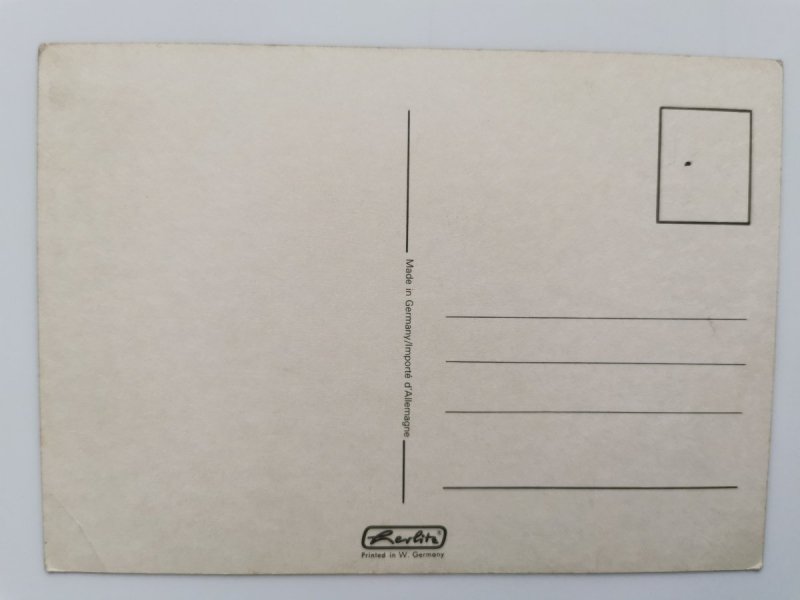 Made in Germany/Importé d'Allemagne
Herlitz®
Printed in W. Germany